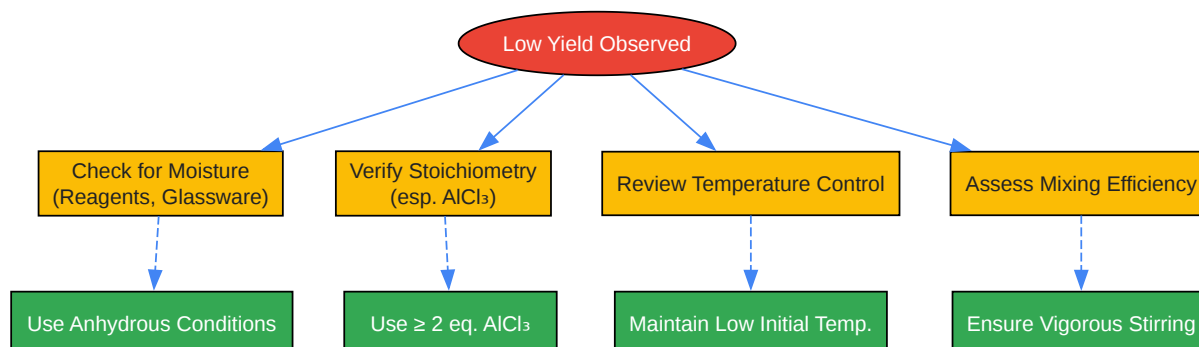 Low Yield Observed
Check for Moisture
(Reagents, Glassware)
Verify Stoichiometry
(esp. AlCl₃)
Review Temperature Control
Assess Mixing Efficiency
Use Anhydrous Conditions
Use ≥ 2 eq. AlCl₃
Maintain Low Initial Temp.
Ensure Vigorous Stirring